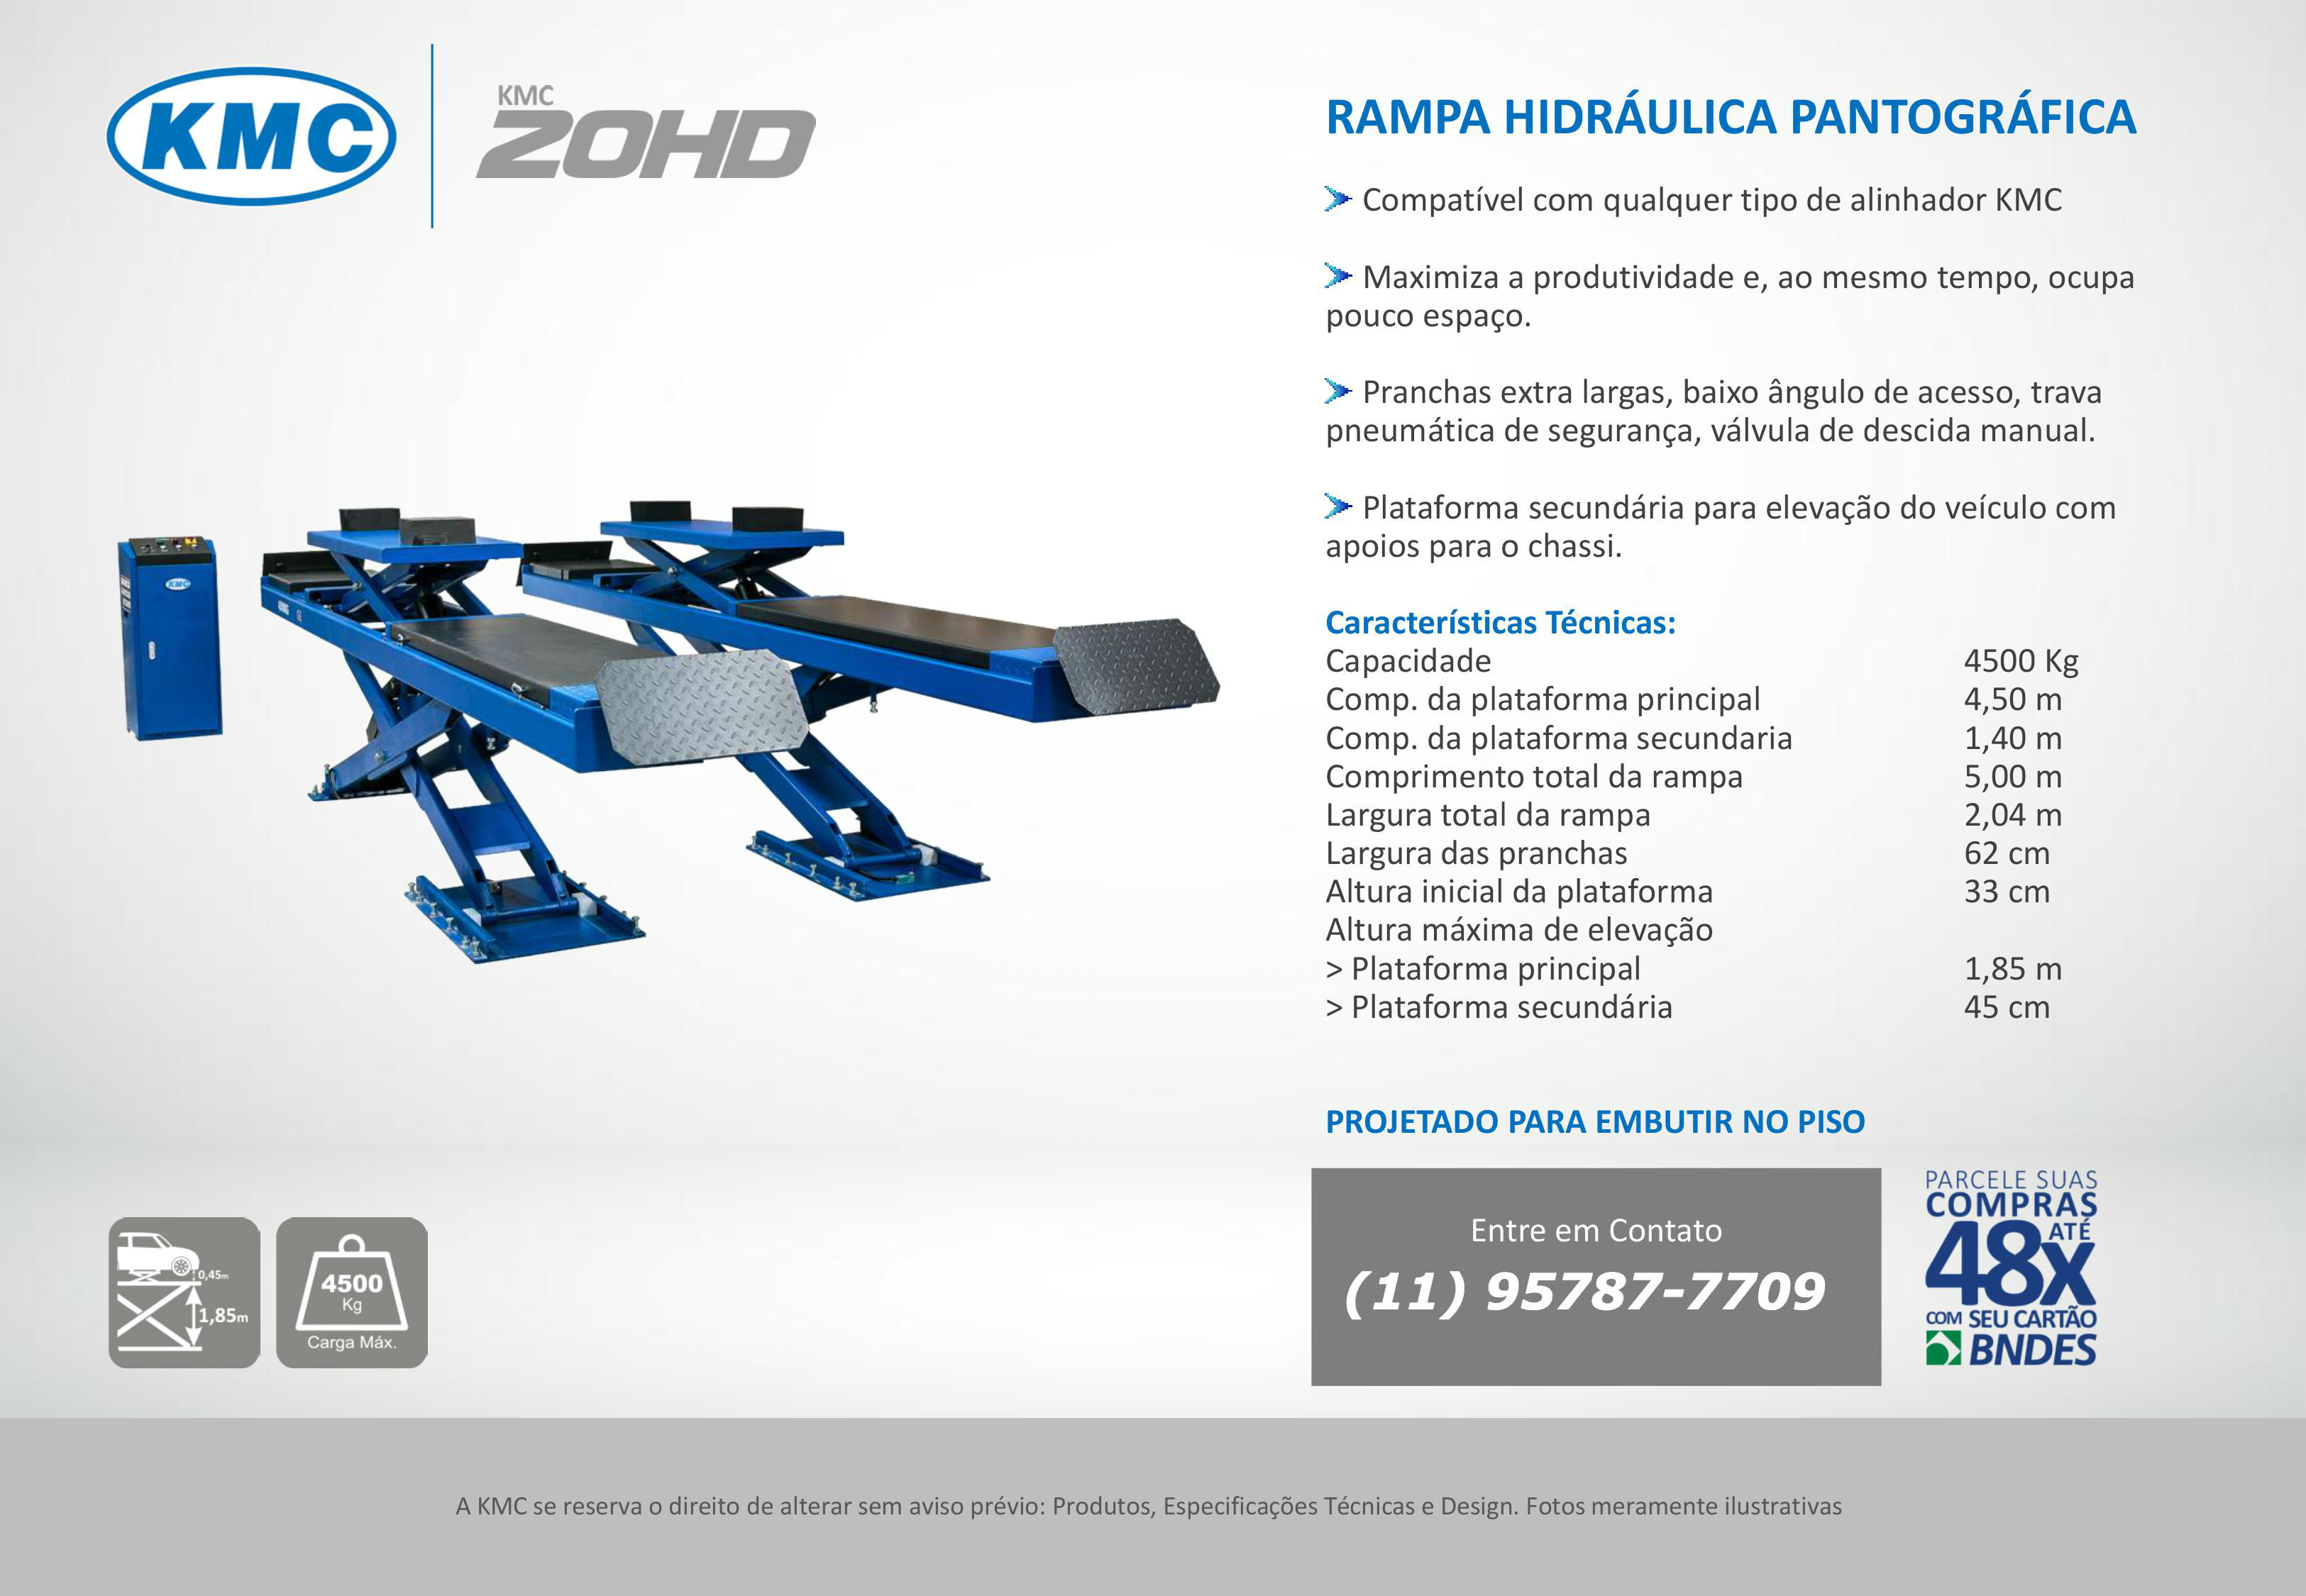 KMC
KMC
ZOHD
RAMPA HIDRÁULICA PANTOGRÁFICA
Compatível com qualquer tipo de alinhador KMC
Maximiza a produtividade e, ao mesmo tempo, ocupa
pouco espaço.
Pranchas extra largas, baixo ângulo de acesso, trava
pneumática de segurança, válvula de descida manual.
Plataforma secundária para elevação do veículo com
apoios para o chassi.
Características Técnicas:
Capacidade 4500 Kg
Comp. da plataforma principal 4,50 m
Comp. da plataforma secundaria 1,40 m
Comprimento total da rampa 5,00 m
Largura total da rampa 2,04 m
Largura das pranchas 62 cm
Altura inicial da plataforma 33 cm
Altura máxima de elevação
> Plataforma principal 1,85 m
> Plataforma secundária 45 cm
PROJETADO PARA EMBUTIR NO PISO
KMC
0,45m
1,85m
4500
Kg
Carga Máx.
Entre em Contato
(11) 95787-7709
PARCELE SUAS
COMPRAS
ATÉ
48X
COM SEU CARTÃO
BNDES
A KMC se reserva o direito de alterar sem aviso prévio: Produtos, Especificações Técnicas e Design. Fotos meramente ilustrativas